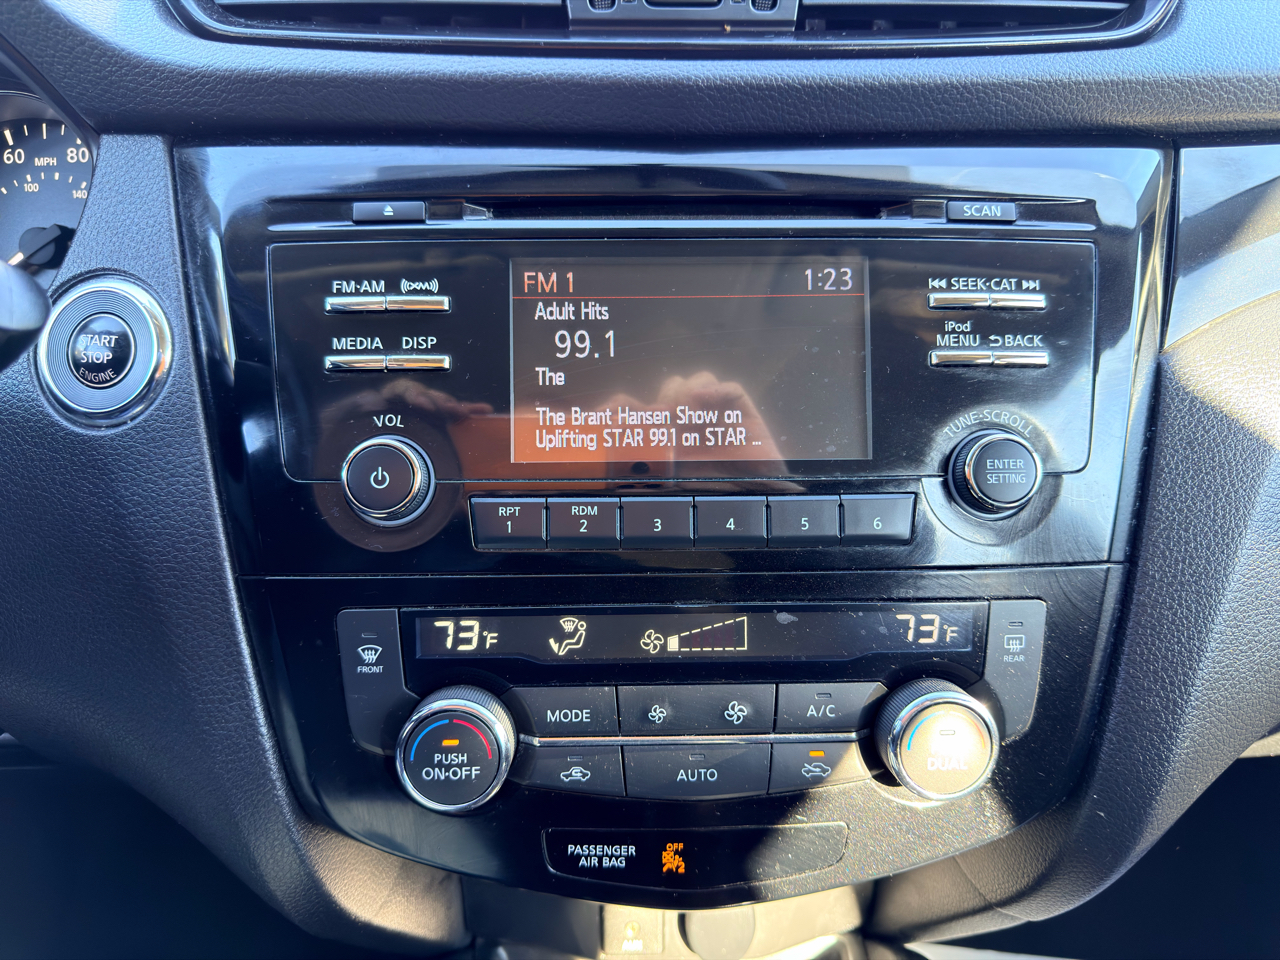 60 MPH 80
100 140
SCAN
FM·AM
MEDIA DISP
VOL
START
STOP
ENGINE
FM 1 1:23
Adult Hits
99.1
The
The Brant Hansen Show on
Uplifting STAR 99.1 on STAR ...
SEEK·CAT
iPod
MENU BACK
TUNE·SCROLL
ENTER
SETTING
RPT RDM
1 2 3 4 5 6
73°F 73°F
FRONT
REAR
MODE A/C
PUSH
ON·OFF
AUTO
DUAL
PASSENGER
AIR BAG
OFF
2
AUX